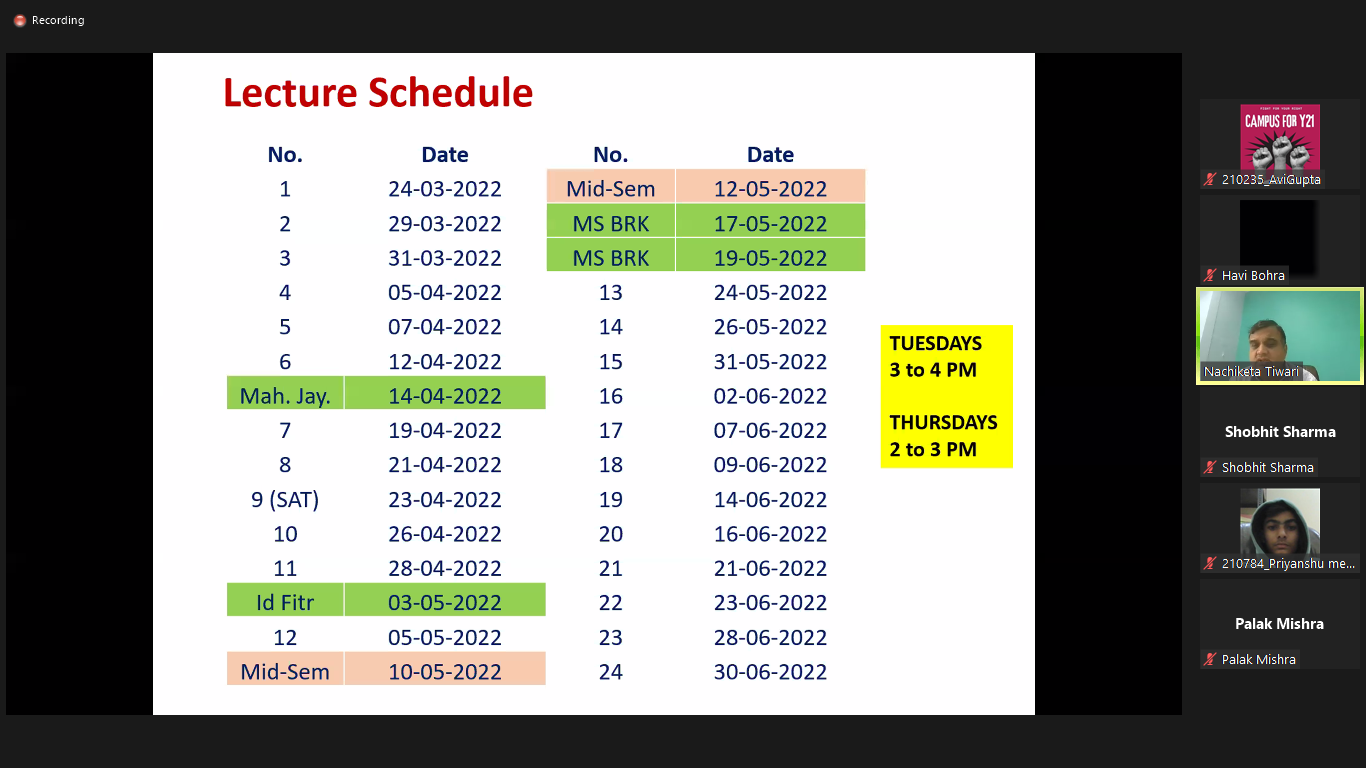 Recording
Lecture Schedule
No. Date No. Date
1 24-03-2022 Mid-Sem 12-05-2022
2 29-03-2022 MS BRK 17-05-2022
3 31-03-2022 MS BRK 19-05-2022
4 05-04-2022 13 24-05-2022
5 07-04-2022 14 26-05-2022
6 12-04-2022 15 31-05-2022
Mah. Jay. 14-04-2022 16 02-06-2022
7 19-04-2022 17 07-06-2022
8 21-04-2022 18 09-06-2022
9 (SAT) 23-04-2022 19 14-06-2022
10 26-04-2022 20 16-06-2022
11 28-04-2022 21 21-06-2022
Id Fitr 03-05-2022 22 23-06-2022
12 05-05-2022 23 28-06-2022
Mid-Sem 10-05-2022 24 30-06-2022
TUESDAYS
3 to 4 PM
THURSDAYS
2 to 3 PM
FIGHT FOR YOUR RIGHT
CAMPUS FOR Y21
210235_AviGupta
Havi Bohra
Nachiketa Tiwari
Shobhit Sharma
Shobhit Sharma
210784_Priyanshu me...
Palak Mishra
Palak Mishra